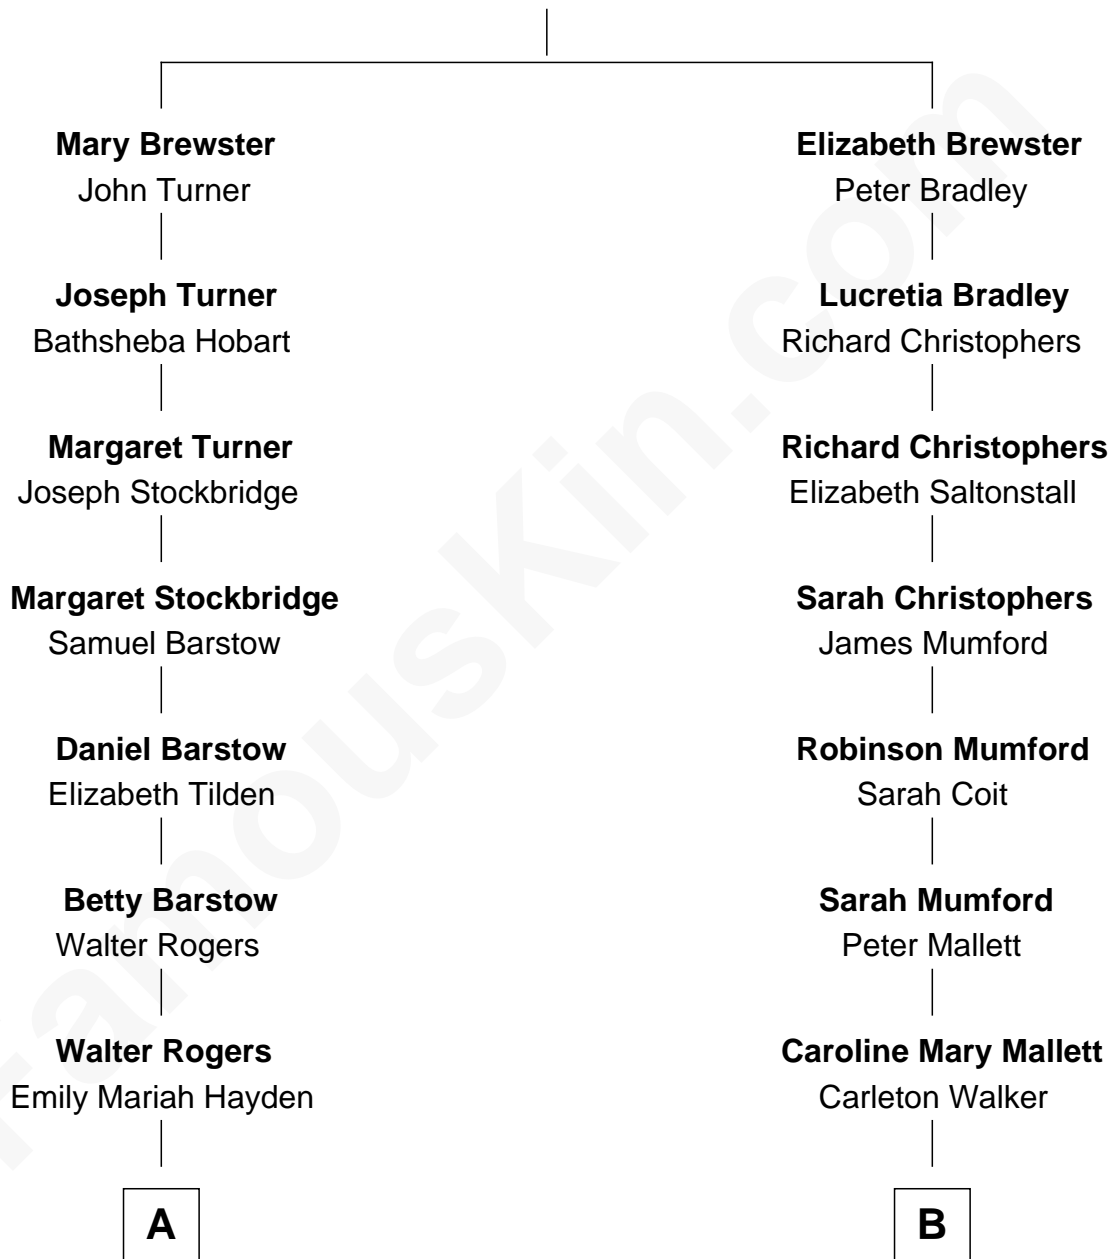 Mary Brewster
John Turner
Joseph Turner
Bathsheba Hobart
Margaret Turner
Joseph Stockbridge
Margaret Stockbridge
Samuel Barstow
Daniel Barstow
Elizabeth Tilden
Betty Barstow
Walter Rogers
Walter Rogers
Emily Mariah Hayden
A
Elizabeth Brewster
Peter Bradley
Lucretia Bradley
Richard Christophers
Richard Christophers
Elizabeth Saltonstall
Sarah Christophers
James Mumford
Robinson Mumford
Sarah Coit
Sarah Mumford
Peter Mallett
Caroline Mary Mallett
Carleton Walker
B
FamousKin.com